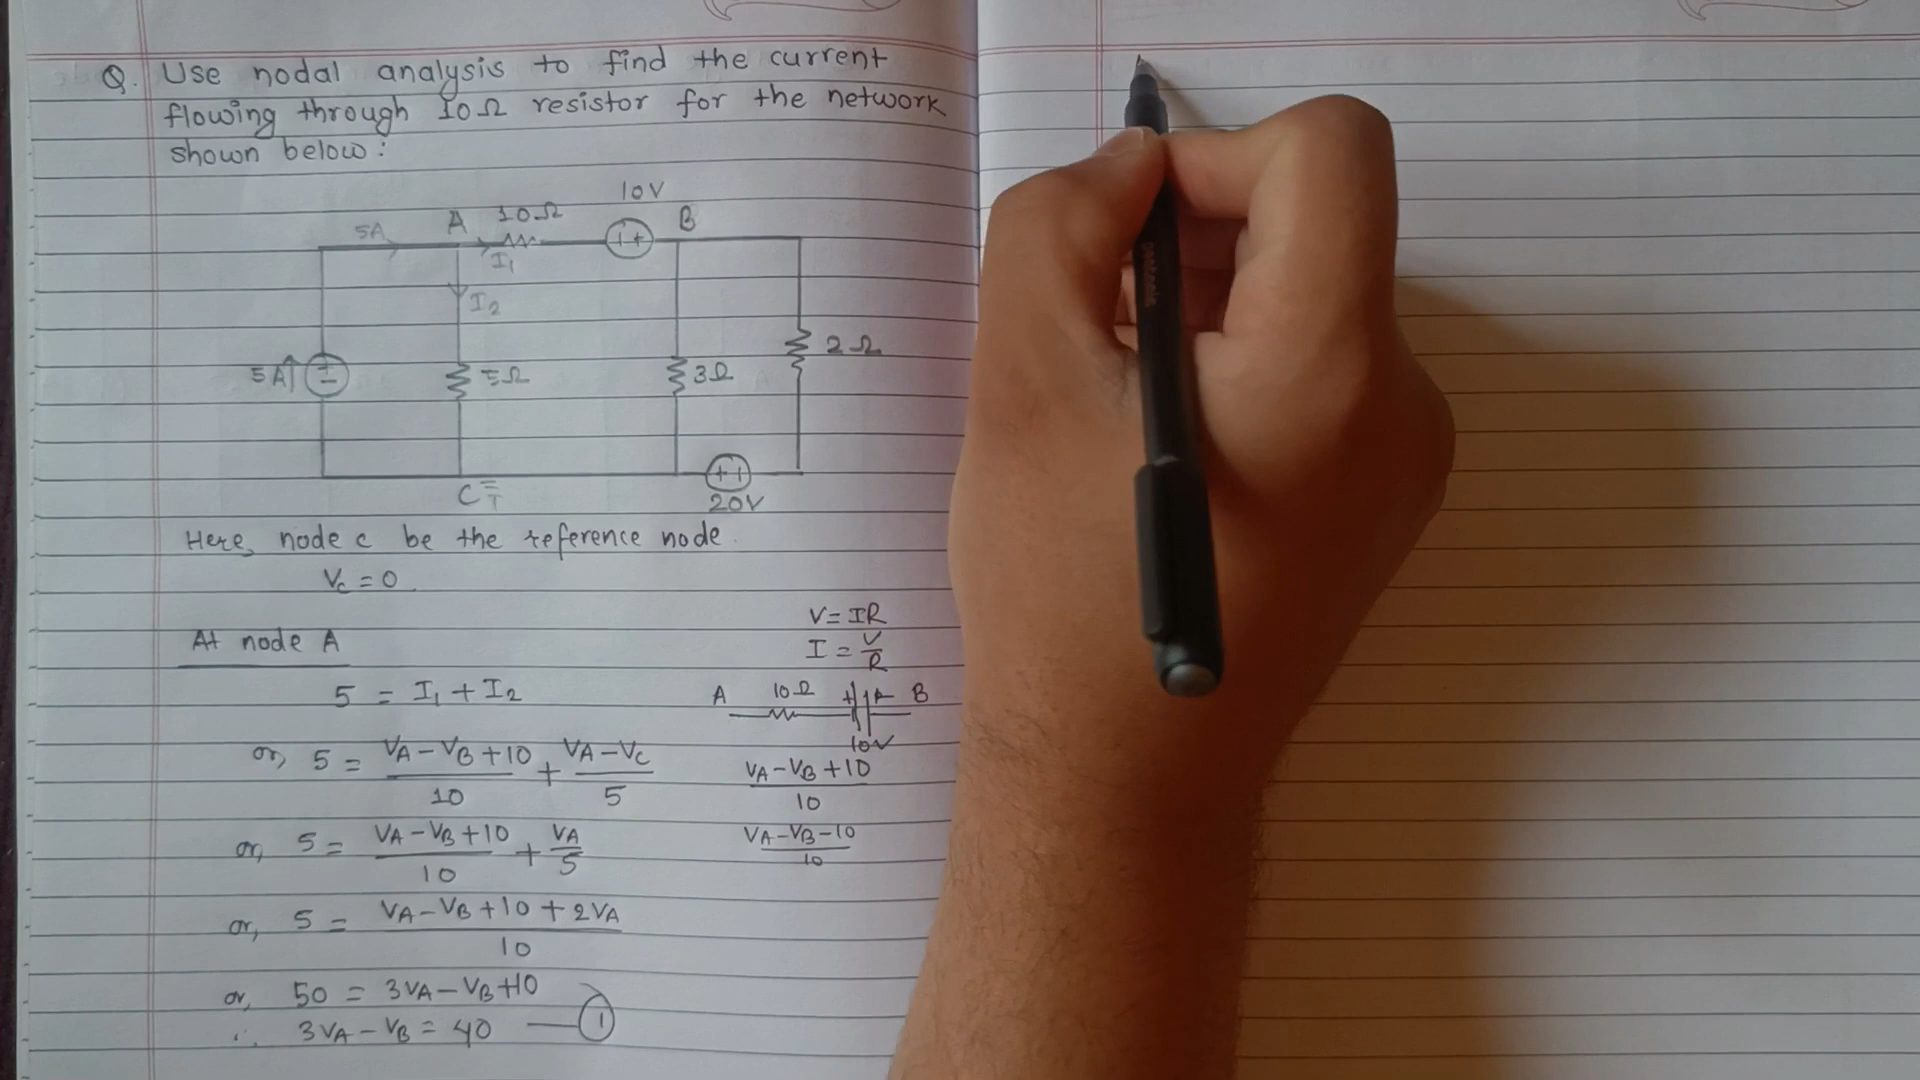 Q. Use nodal analysis to find the current
flowing through 10Ω resistor for the network
shown below:
10V
5A A 10Ω B
I₁
I₂
5A 5Ω 3Ω 2Ω
C
20V
Here, node c be the reference node.
Vc = 0
At node A
5 = I₁ + I₂
or, 5 = (VA - VB + 10)/10 + (VA - VC)/5
or, 5 = (VA - VB + 10)/10 + VA/5
or, 5 = (VA - VB + 10 + 2VA)/10
or, 50 = 3VA - VB + 10
∴ 3VA - VB = 40 — ①
V = IR
I = V/R
A 10Ω B
10V
(VA - VB + 10)/10
(VA - VB - 10)/10